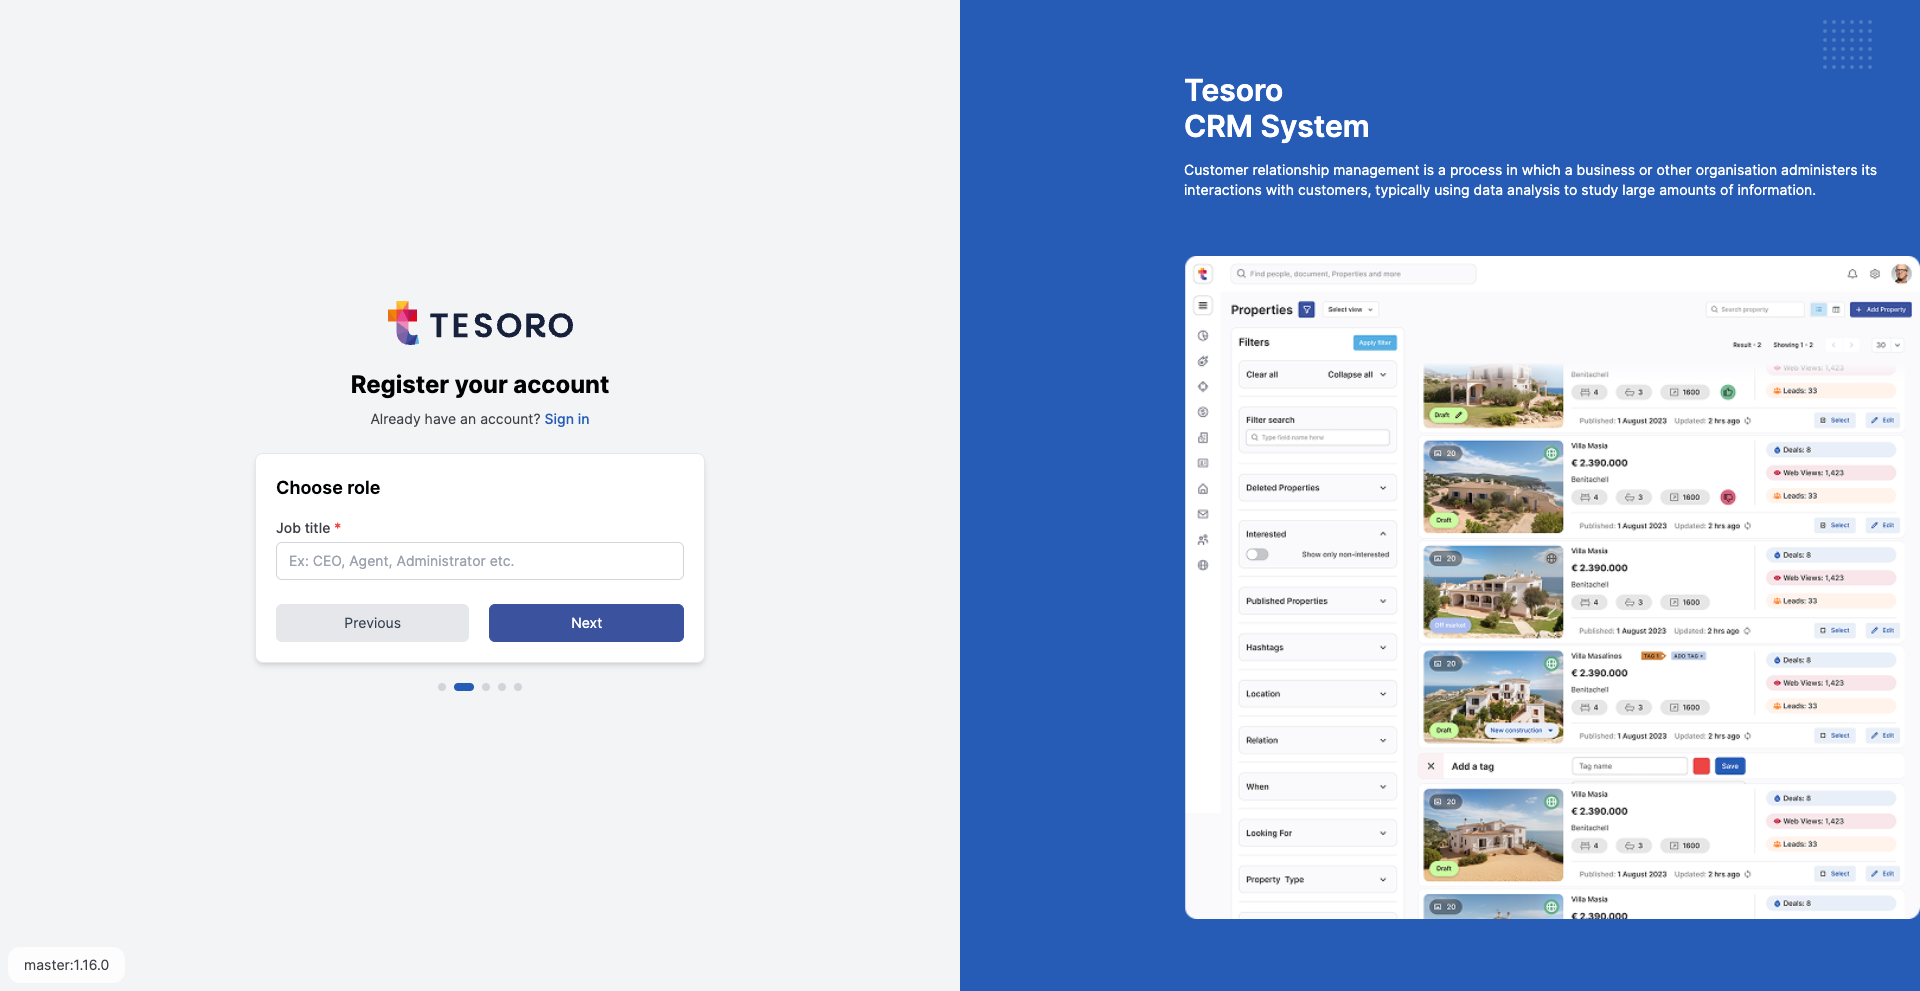 TESORO
Register your account
Already have an account? Sign in
Choose role
Job title *
Ex: CEO, Agent, Administrator etc.
Previous
Next
master:1.16.0
Tesoro
CRM System
Customer relationship management is a process in which a business or other organisation administers its
interactions with customers, typically using data analysis to study large amounts of information.
Find people, document, Properties and more
Properties
Select view
Search property
+ Add Property
Filters
Apply filter
Result - 2
Showing 1 - 2
30
Clear all
Collapse all
Filter search
Type field name herw
Deleted Properties
Interested
Show only non-interested
Published Properties
Hashtags
Location
Relation
When
Looking For
Property Type
Benitachell
4
3
1600
Web Views: 1,423
Leads: 33
Draft
Published: 1 August 2023
Updated: 2 hrs ago
Select
Edit
20
Villa Masia
€ 2.390.000
Benitachell
4
3
1600
Deals: 8
Web Views: 1,423
Leads: 33
Draft
Published: 1 August 2023
Updated: 2 hrs ago
Select
Edit
20
Villa Masia
€ 2.390.000
Benitachell
4
3
1600
Deals: 8
Web Views: 1,423
Leads: 33
Off market
Published: 1 August 2023
Updated: 2 hrs ago
Select
Edit
20
Villa Masalinos
TAG 1
ADD TAG +
€ 2.390.000
Benitachell
4
3
1600
Deals: 8
Web Views: 1,423
Leads: 33
Draft
New construction
Published: 1 August 2023
Updated: 2 hrs ago
Select
Edit
Add a tag
Tag name
Save
20
Villa Masia
€ 2.390.000
Benitachell
4
3
1600
Deals: 8
Web Views: 1,423
Leads: 33
Draft
Published: 1 August 2023
Updated: 2 hrs ago
Select
Edit
20
Villa Masia
€ 2.390.000
Deals: 8